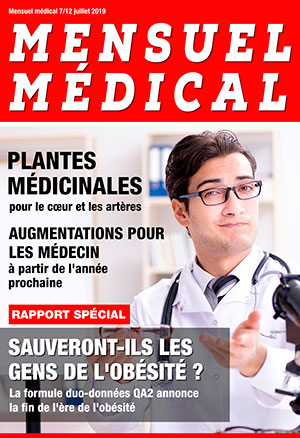 Mensuel médical 7/12 juillet 2019
MENSUEL
MÉDICAL
PLANTES
MÉDICINALES
pour le cœur et les artères
AUGMENTATIONS POUR
LES MÉDECIN
à partir de l'année
prochaine
RAPPORT SPÉCIAL
SAUVERONT-ILS LES
GENS DE L'OBÉSITÉ ?
La formule duo-données QA2 annonce
la fin de l'ère de l'obésité